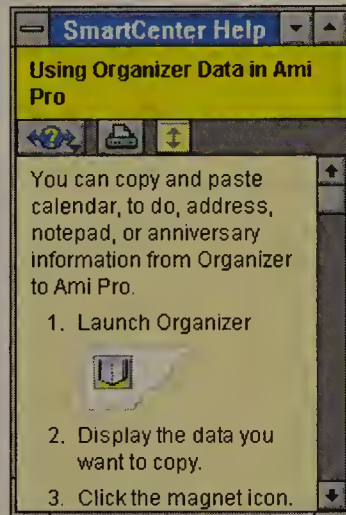 SmartCenter Help
Using Organizer Data in Ami
Pro
You can copy and paste
calendar, to do, address,
notepad, or anniversary
information from Organizer
to Ami Pro.
1. Launch Organizer
2. Display the data you
want to copy.
3. Click the magnet icon.